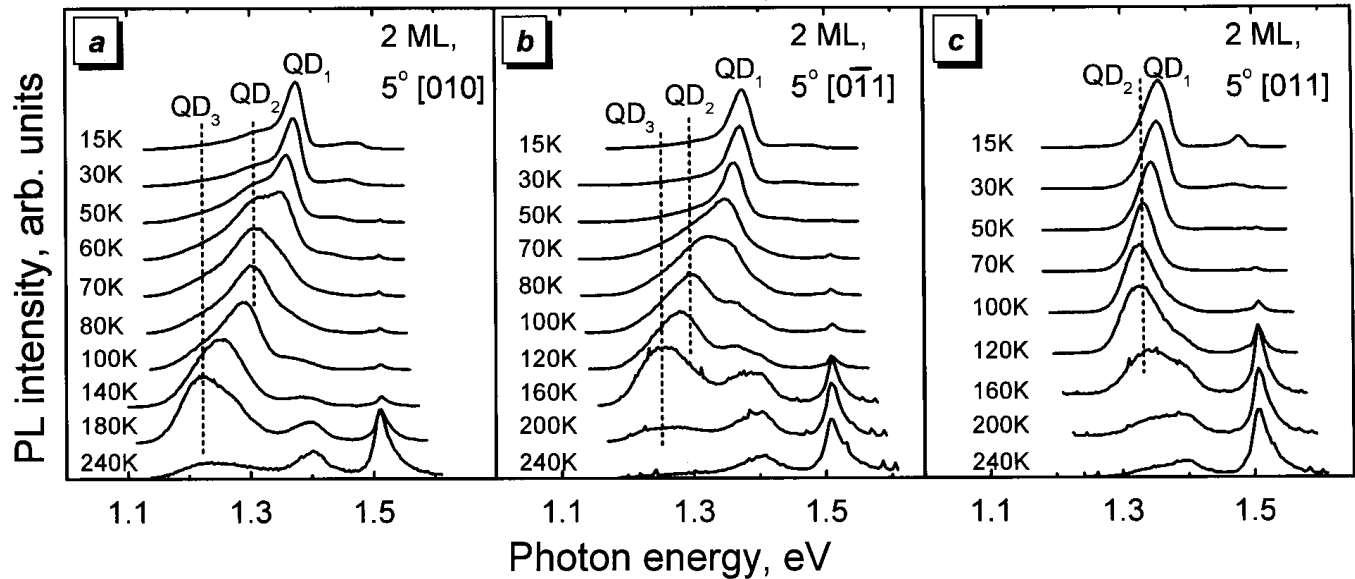 PL intensity, arb. units
a
2 ML,
5° [010]
QD₃
QD₂
QD₁
15K
30K
50K
60K
70K
80K
100K
140K
180K
240K
1.1
1.3
1.5
b
2 ML,
5° [01̅1]
QD₃
QD₂
QD₁
15K
30K
50K
70K
80K
100K
120K
160K
200K
240K
1.1
1.3
1.5
c
2 ML,
5° [011]
QD₂
QD₁
15K
30K
50K
70K
100K
120K
160K
200K
240K
1.1
1.3
1.5
Photon energy, eV